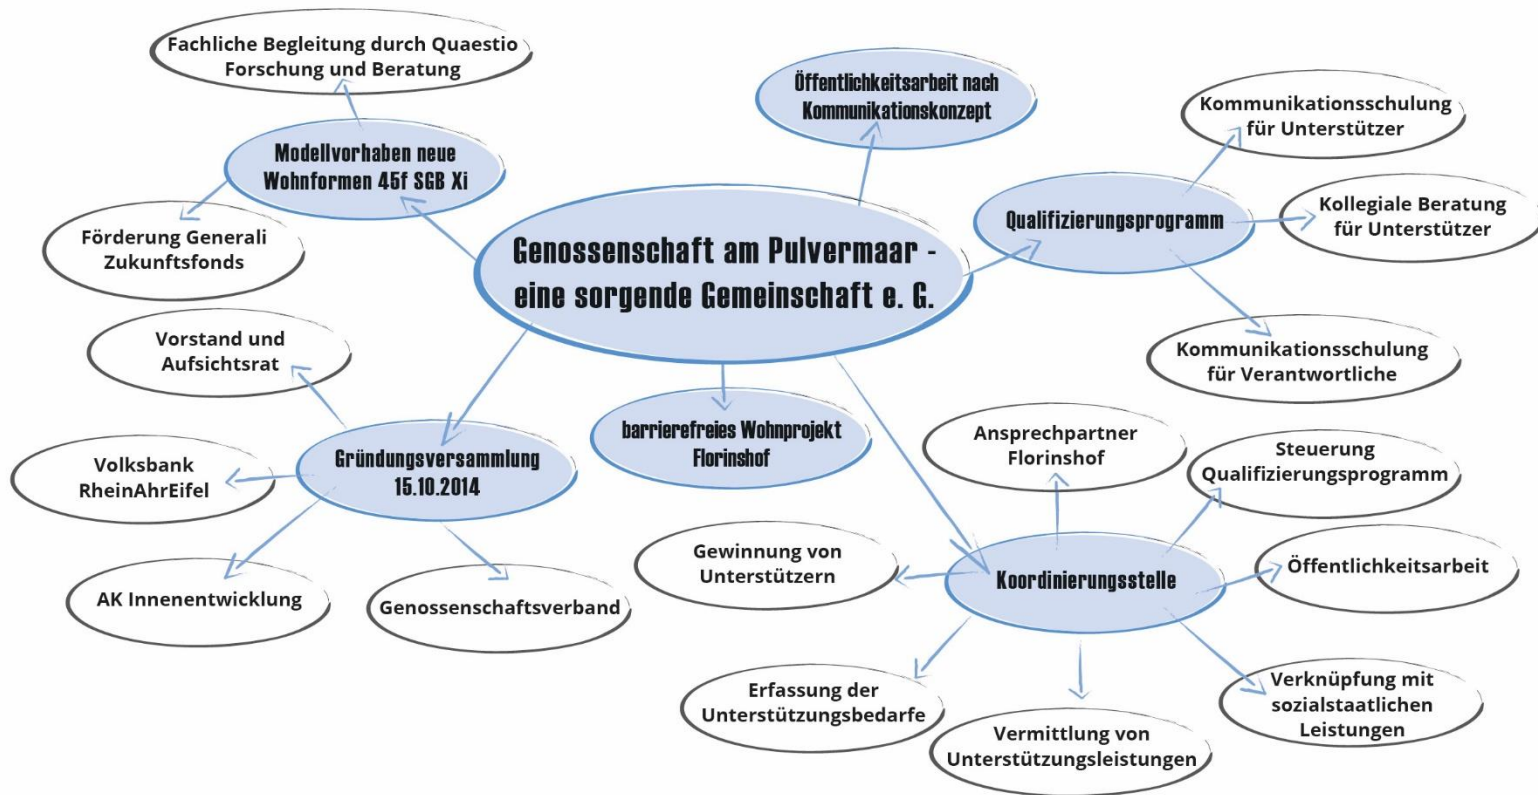 Fachliche Begleitung durch Quaestio
Forschung und Beratung
Modellvorhaben neue
Wohnformen 45f SGB Xi
Förderung Generali
Zukunftsfonds
Öffentlichkeitsarbeit nach
Kommunikationskonzept
Genossenschaft am Pulvermaar -
eine sorgende Gemeinschaft e. G.
Qualifizierungsprogramm
Kommunikationsschulung
für Unterstützer
Kollegiale Beratung
für Unterstützer
Kommunikationsschulung
für Verantwortliche
Vorstand und
Aufsichtsrat
Gründungsversammlung
15.10.2014
Volksbank
RheinAhrEifel
AK Innenentwicklung
Genossenschaftsverband
barrierefreies Wohnprojekt
Florinshof
Ansprechpartner
Florinshof
Steuerung
Qualifizierungsprogramm
Gewinnung von
Unterstützern
Koordinierungsstelle
Öffentlichkeitsarbeit
Erfassung der
Unterstützungsbedarfe
Vermittlung von
Unterstützungsleistungen
Verknüpfung mit
sozialstaatlichen
Leistungen